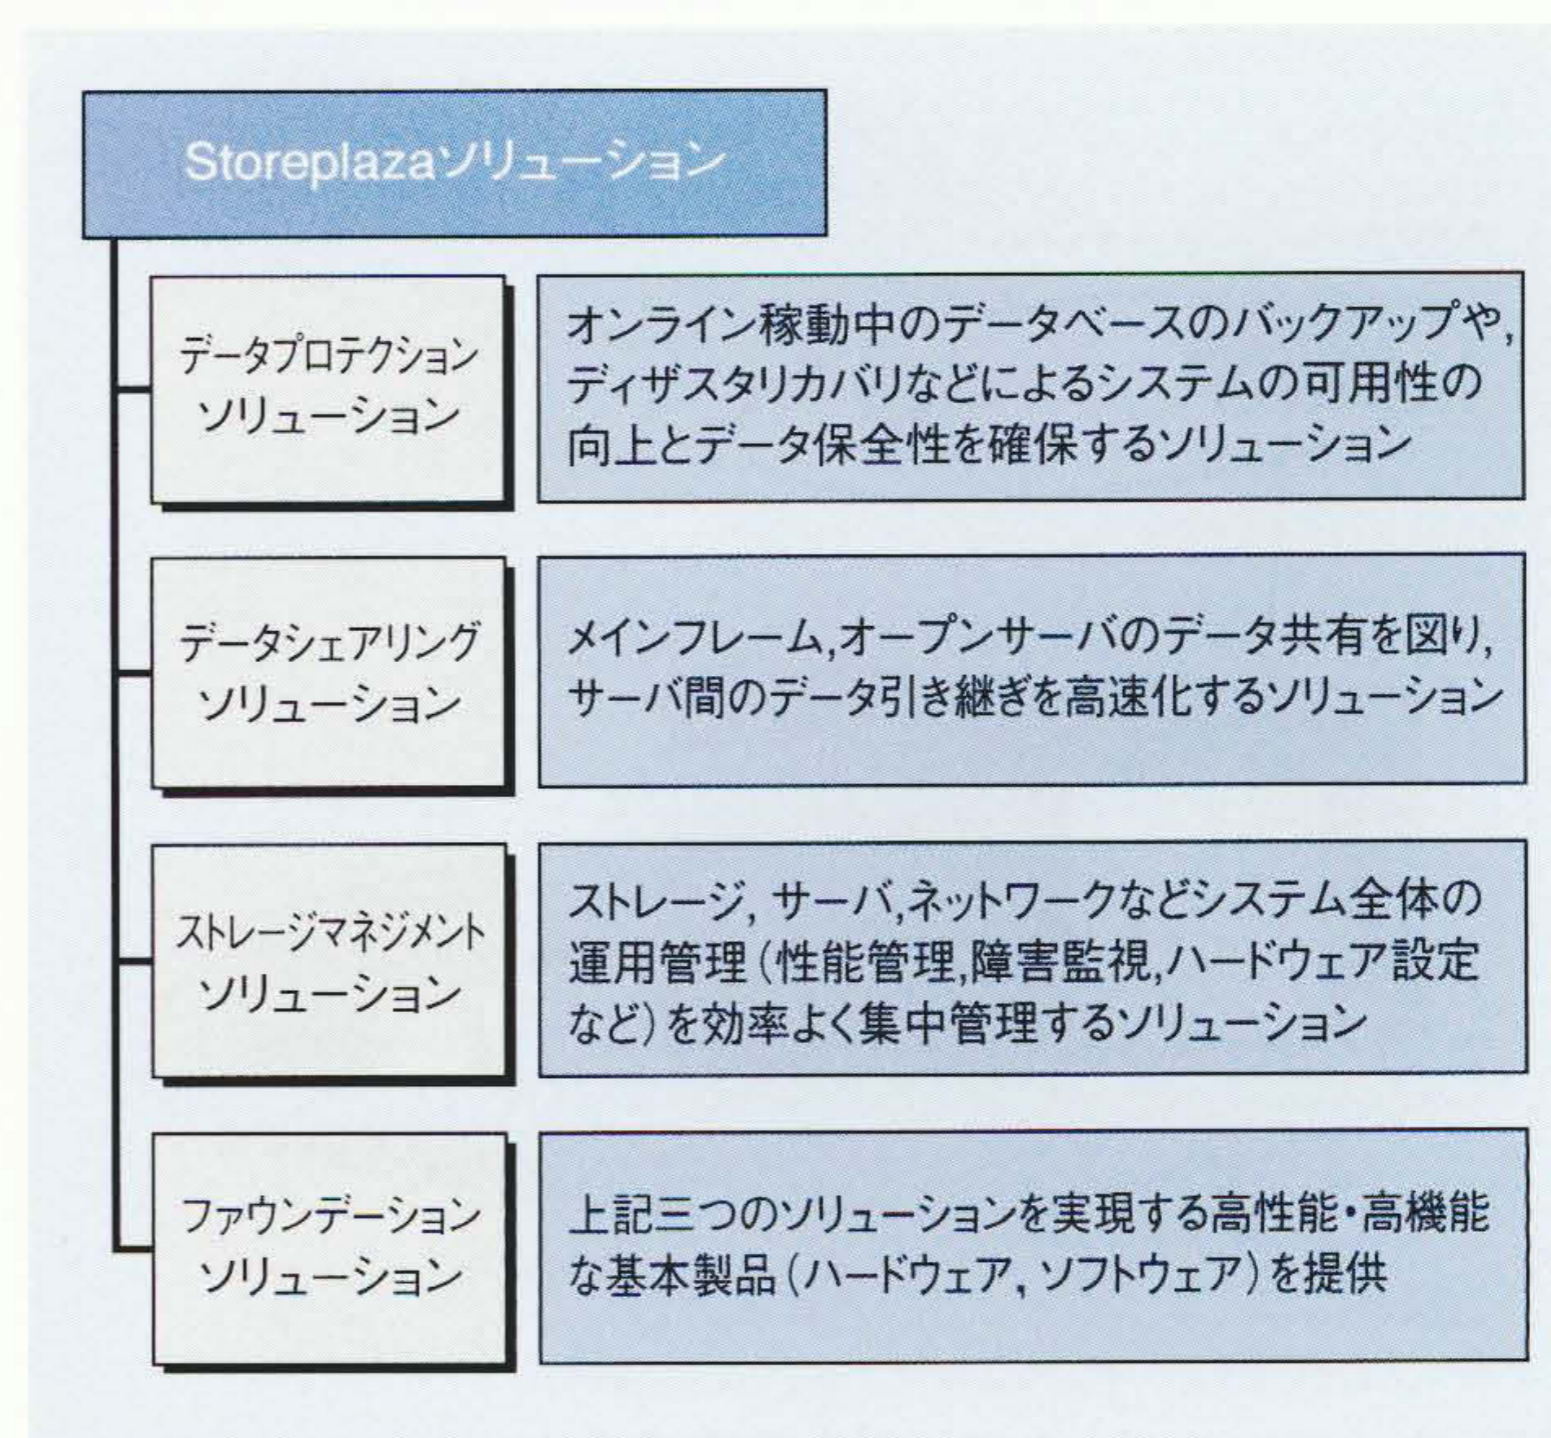 Storeplazaソリューション
データプロテクション
ソリューション
オンライン稼動中のデータベースのバックアップや,
ディザスタリカバリなどによるシステムの可用性の
向上とデータ保全性を確保するソリューション
データシェアリング
ソリューション
メインフレーム,オープンサーバのデータ共有を図り,
サーバ間のデータ引き継ぎを高速化するソリューション
ストレージマネジメント
ソリューション
ストレージ, サーバ,ネットワークなどシステム全体の
運用管理(性能管理,障害監視,ハードウェア設定
など)を効率よく集中管理するソリューション
ファウンデーション
ソリューション
上記三つのソリューションを実現する高性能・高機能
な基本製品(ハードウェア, ソフトウェア)を提供